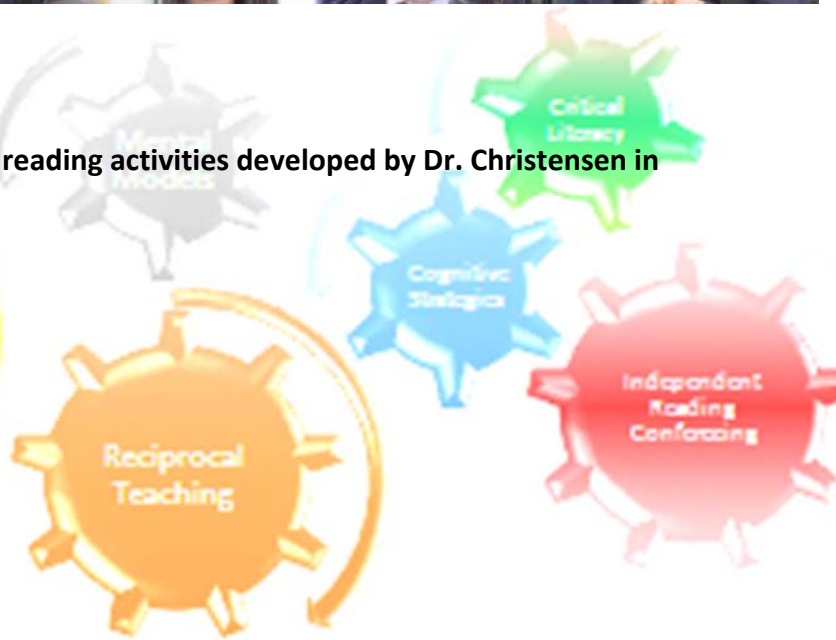 Critical
Literacy
Mental
Models
reading activities developed by Dr. Christensen in
Cognitive
Strategies
Independent
Reading
Conferencing
Reciprocal
Teaching